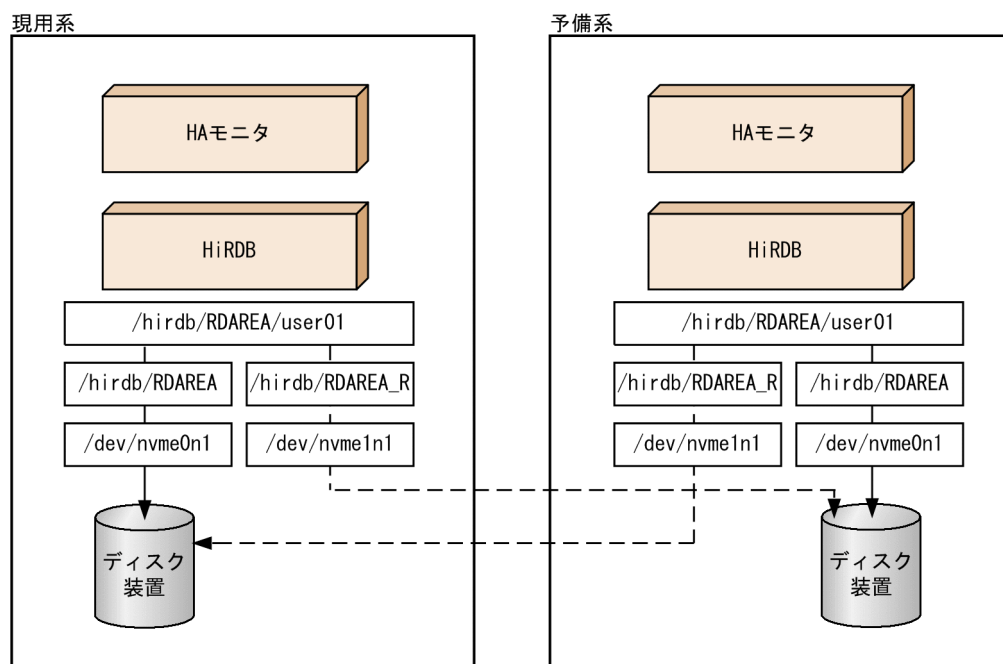 現用系
HAモニタ
HiRDB
/hirdb/RDAREA/user01
/hirdb/RDAREA
/hirdb/RDAREA_R
/dev/nvme0n1
/dev/nvme1n1
ディスク
装置
予備系
HAモニタ
HiRDB
/hirdb/RDAREA/user01
/hirdb/RDAREA_R
/hirdb/RDAREA
/dev/nvme1n1
/dev/nvme0n1
ディスク
装置